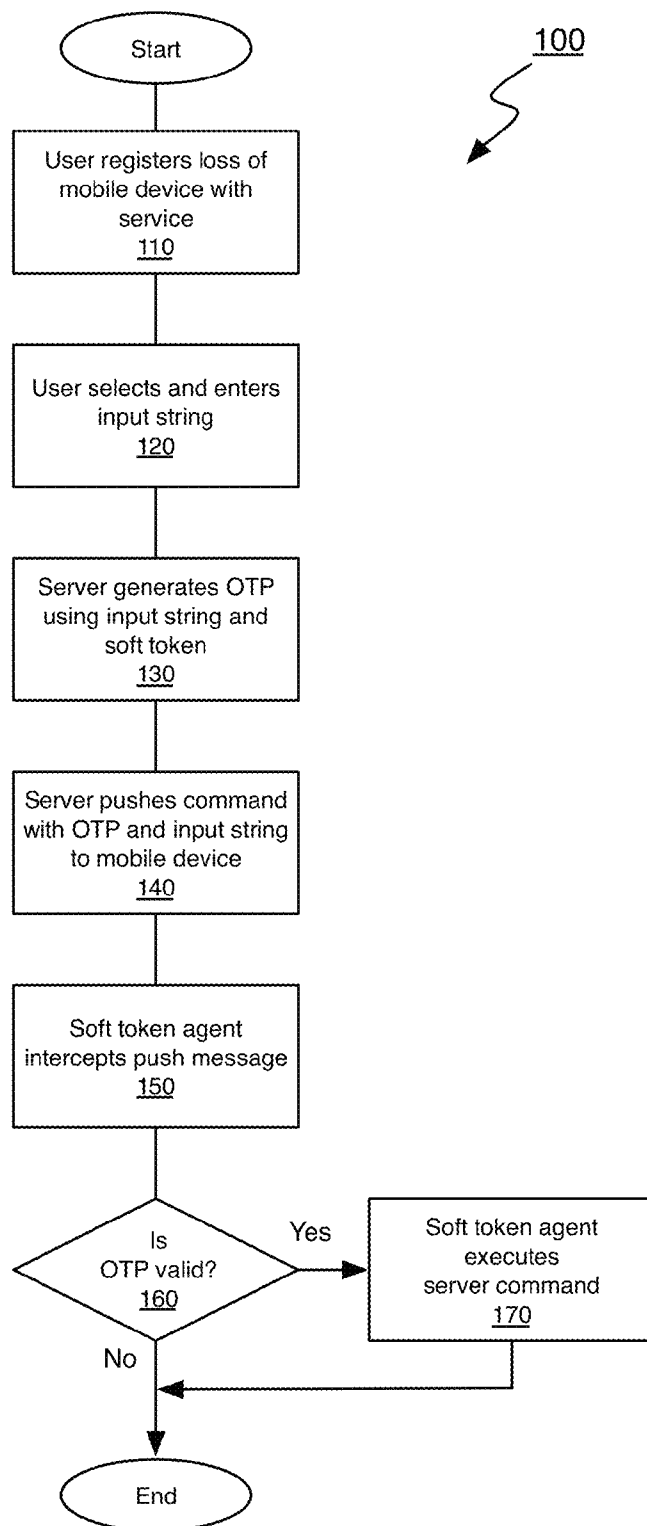 Start
100
User registers loss of
mobile device with
service
110
User selects and enters
input string
120
Server generates OTP
using input string and
soft token
130
Server pushes command
with OTP and input string
to mobile device
140
Soft token agent
intercepts push message
150
Is
OTP valid?
160
Yes
Soft token agent
executes
server command
170
No
End